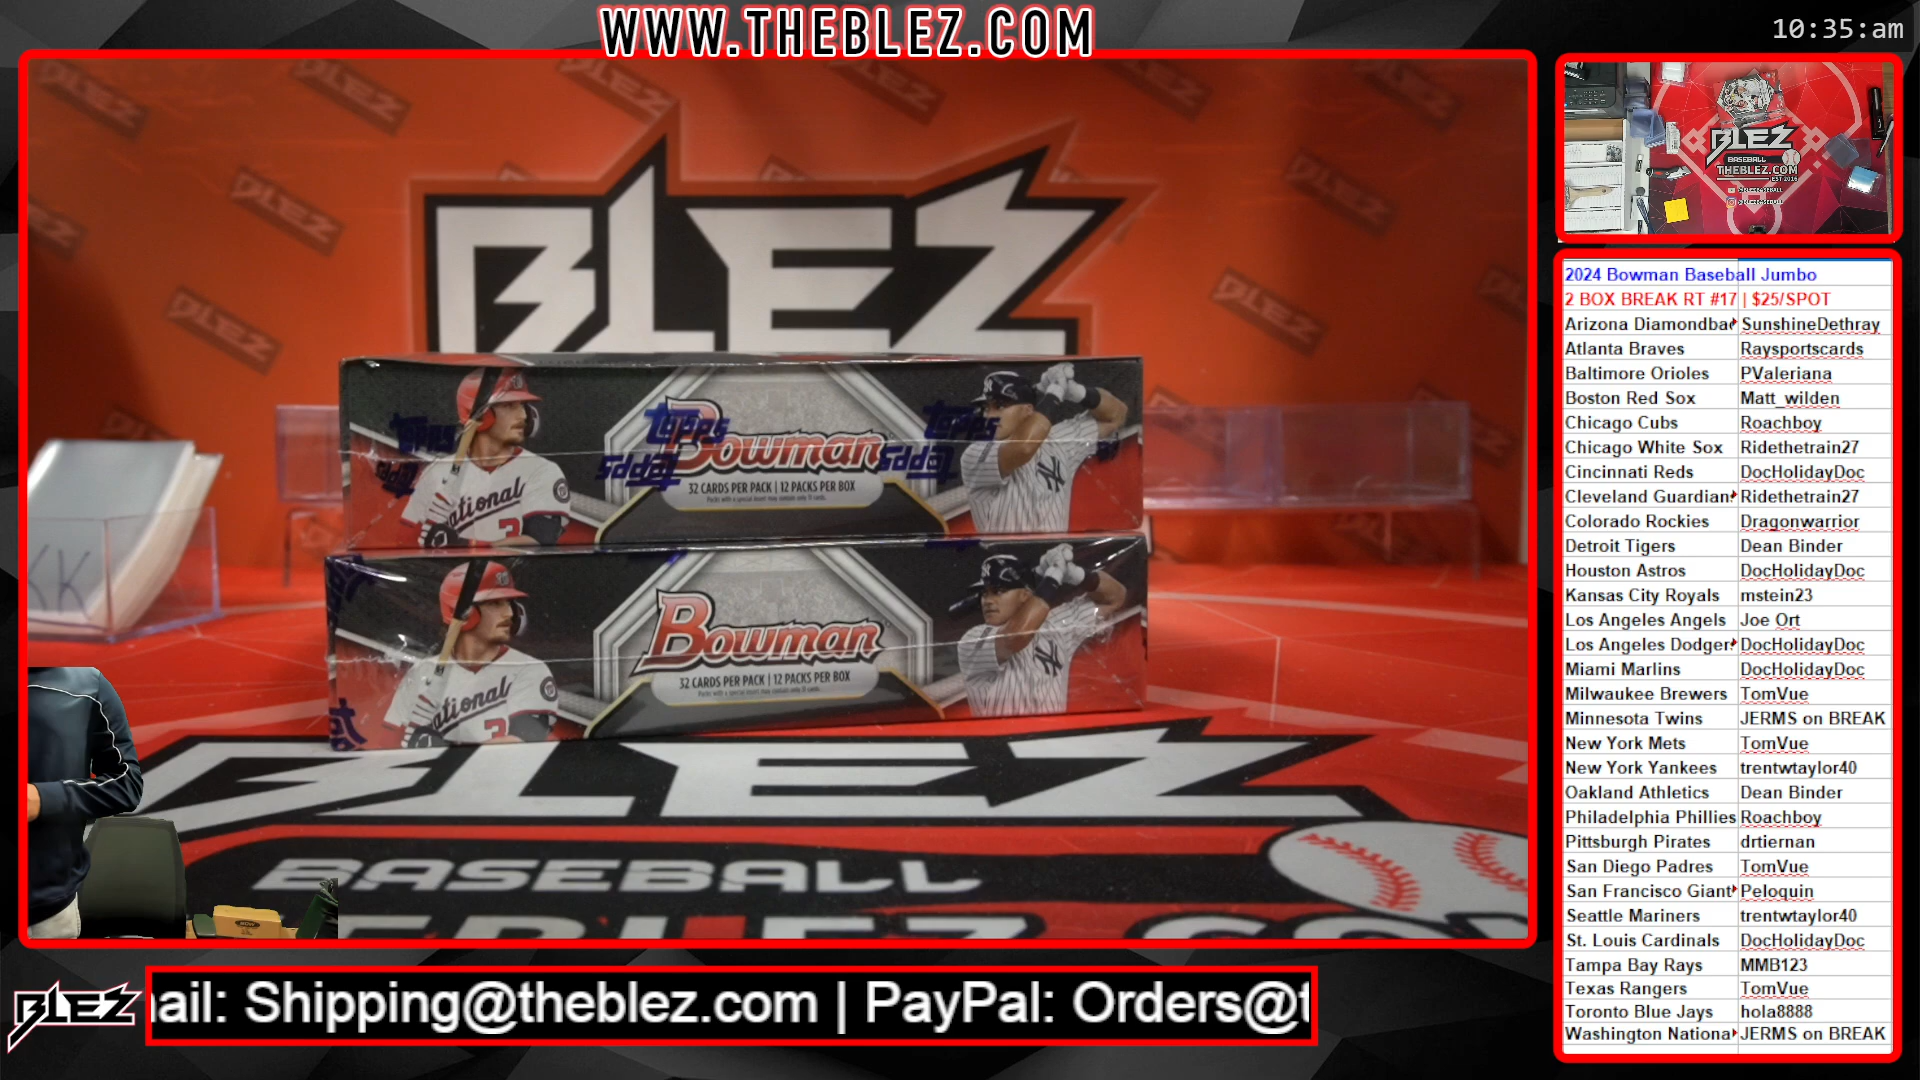 WWW.THEBLEZ.COM
10:35:am
BLEZ
Bowman
32 CARDS PER PACK | 12 PACKS PER BOX
Bowman
32 CARDS PER PACK | 12 PACKS PER BOX
BLEZ
BASEBALL
BLEZ
BASEBALL
THEBLEZ.COM
2024 Bowman Baseball Jumbo
2 BOX BREAK RT #17 | $25/SPOT
Arizona Diamondbac SunshineDethray
Atlanta Braves Raysportscards
Baltimore Orioles PValeriana
Boston Red Sox Matt_wilden
Chicago Cubs Roachboy
Chicago White Sox Ridethetrain27
Cincinnati Reds DocHolidayDoc
Cleveland Guardian Ridethetrain27
Colorado Rockies Dragonwarrior
Detroit Tigers Dean Binder
Houston Astros DocHolidayDoc
Kansas City Royals mstein23
Los Angeles Angels Joe Ort
Los Angeles Dodger DocHolidayDoc
Miami Marlins DocHolidayDoc
Milwaukee Brewers TomVue
Minnesota Twins JERMS on BREAK
New York Mets TomVue
New York Yankees trentwtaylor40
Oakland Athletics Dean Binder
Philadelphia Phillies Roachboy
Pittsburgh Pirates drtiernan
San Diego Padres TomVue
San Francisco Giant Peloquin
Seattle Mariners trentwtaylor40
St. Louis Cardinals DocHolidayDoc
Tampa Bay Rays MMB123
Texas Rangers TomVue
Toronto Blue Jays hola8888
Washington Nationa JERMS on BREAK
BLEZ
ail: Shipping@theblez.com | PayPal: Orders@t